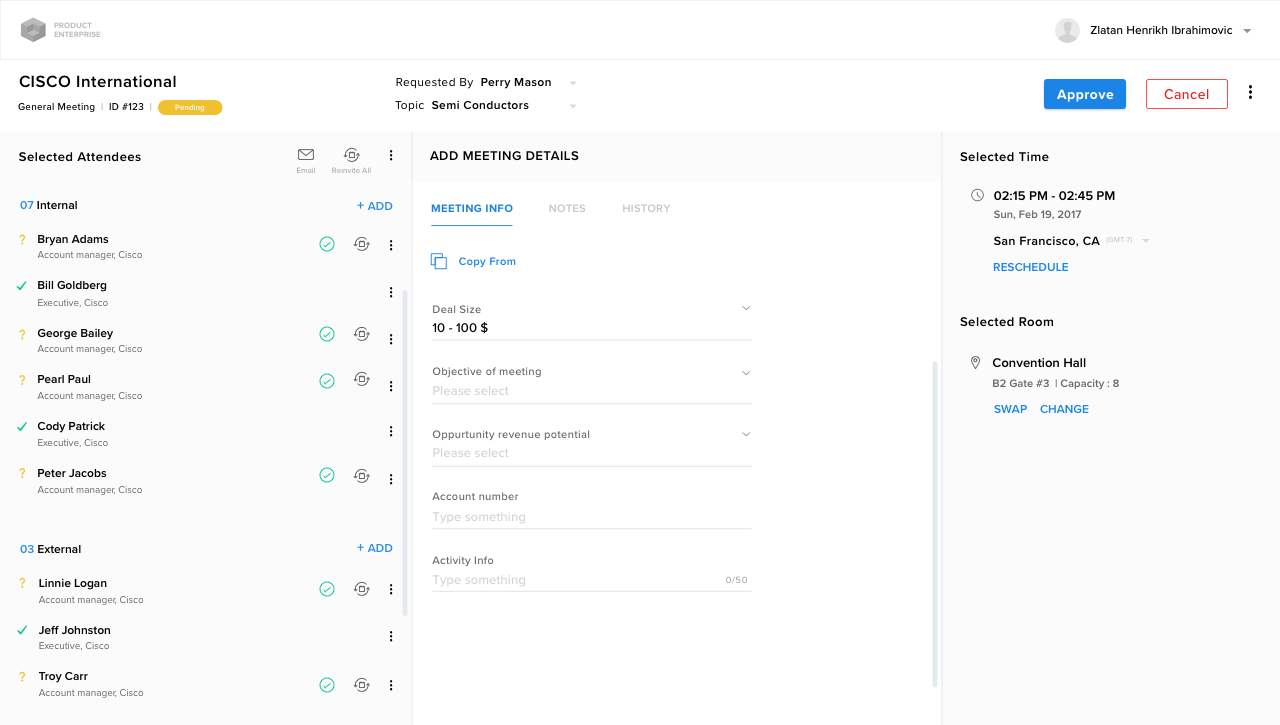 PRODUCT
ENTERPRISE
Zlatan Henrikh Ibrahimovic
CISCO International
General Meeting | ID #123 | Pending
Requested By Perry Mason
Topic Semi Conductors
Approve
Cancel
Selected Attendees
Email
Reinvite All
07 Internal
+ ADD
? Bryan Adams
Account manager, Cisco
Bill Goldberg
Executive, Cisco
? George Bailey
Account manager, Cisco
? Pearl Paul
Account manager, Cisco
Cody Patrick
Executive, Cisco
? Peter Jacobs
Account manager, Cisco
03 External
+ ADD
? Linnie Logan
Account manager, Cisco
Jeff Johnston
Executive, Cisco
? Troy Carr
Account manager, Cisco
ADD MEETING DETAILS
MEETING INFO
NOTES
HISTORY
Copy From
Deal Size
10 - 100 $
Objective of meeting
Please select
Oppurtunity revenue potential
Please select
Account number
Type something
Activity Info
Type something
0/50
Selected Time
02:15 PM - 02:45 PM
Sun, Feb 19, 2017
San Francisco, CA (GMT-7)
RESCHEDULE
Selected Room
Convention Hall
B2 Gate #3 | Capacity : 8
SWAP
CHANGE